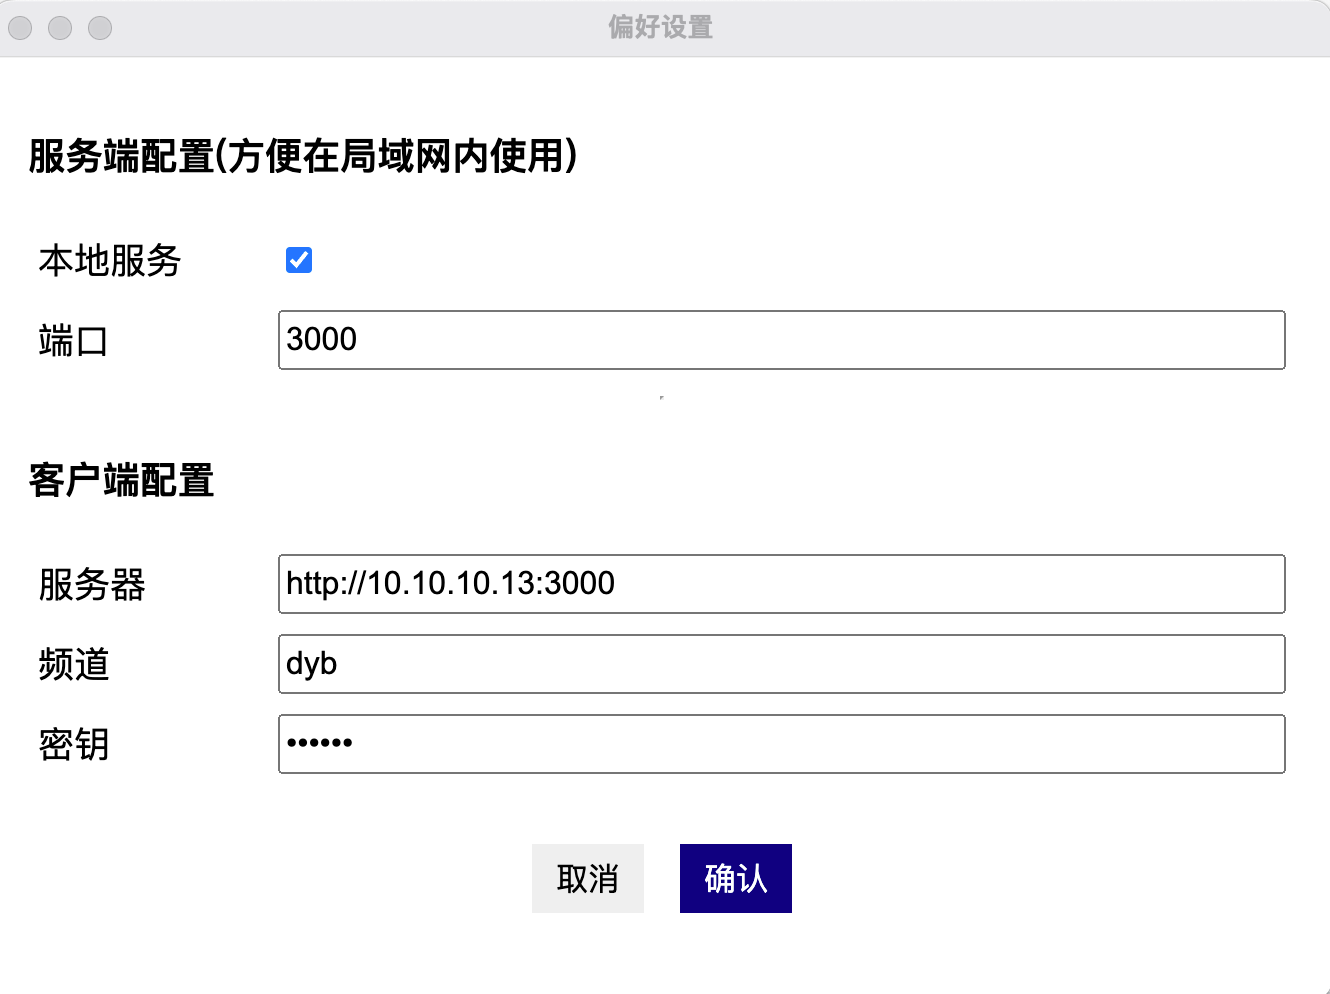 偏好设置
服务端配置(方便在局域网内使用)
本地服务
端口 3000
客户端配置
服务器 http://10.10.10.13:3000
频道 dyb
密钥 ••••••
取消 确认